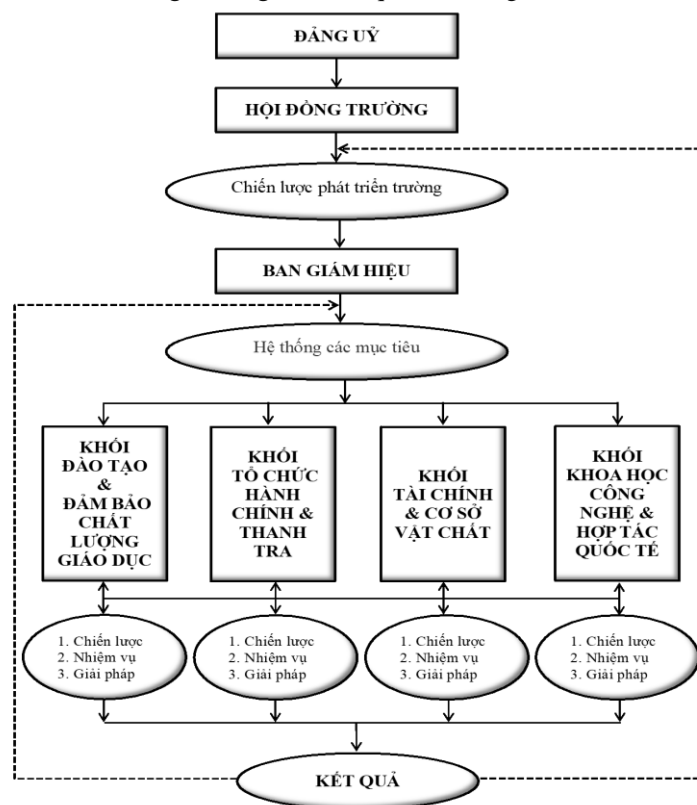 ĐẢNG UỶ
HỘI ĐỒNG TRƯỜNG
Chiến lược phát triển trường
BAN GIÁM HIỆU
Hệ thống các mục tiêu
KHỐI
ĐÀO TẠO
&
ĐẢM BẢO
CHẤT
LƯỢNG
GIÁO DỤC
KHỐI
TỔ CHỨC
HÀNH
CHÍNH &
THANH
TRA
KHỐI
TÀI CHÍNH
& CƠ SỞ
VẬT CHẤT
KHỐI
KHOA HỌC
CÔNG
NGHỆ &
HỢP TÁC
QUỐC TẾ
1. Chiến lược
2. Nhiệm vụ
3. Giải pháp
1. Chiến lược
2. Nhiệm vụ
3. Giải pháp
1. Chiến lược
2. Nhiệm vụ
3. Giải pháp
1. Chiến lược
2. Nhiệm vụ
3. Giải pháp
KẾT QUẢ